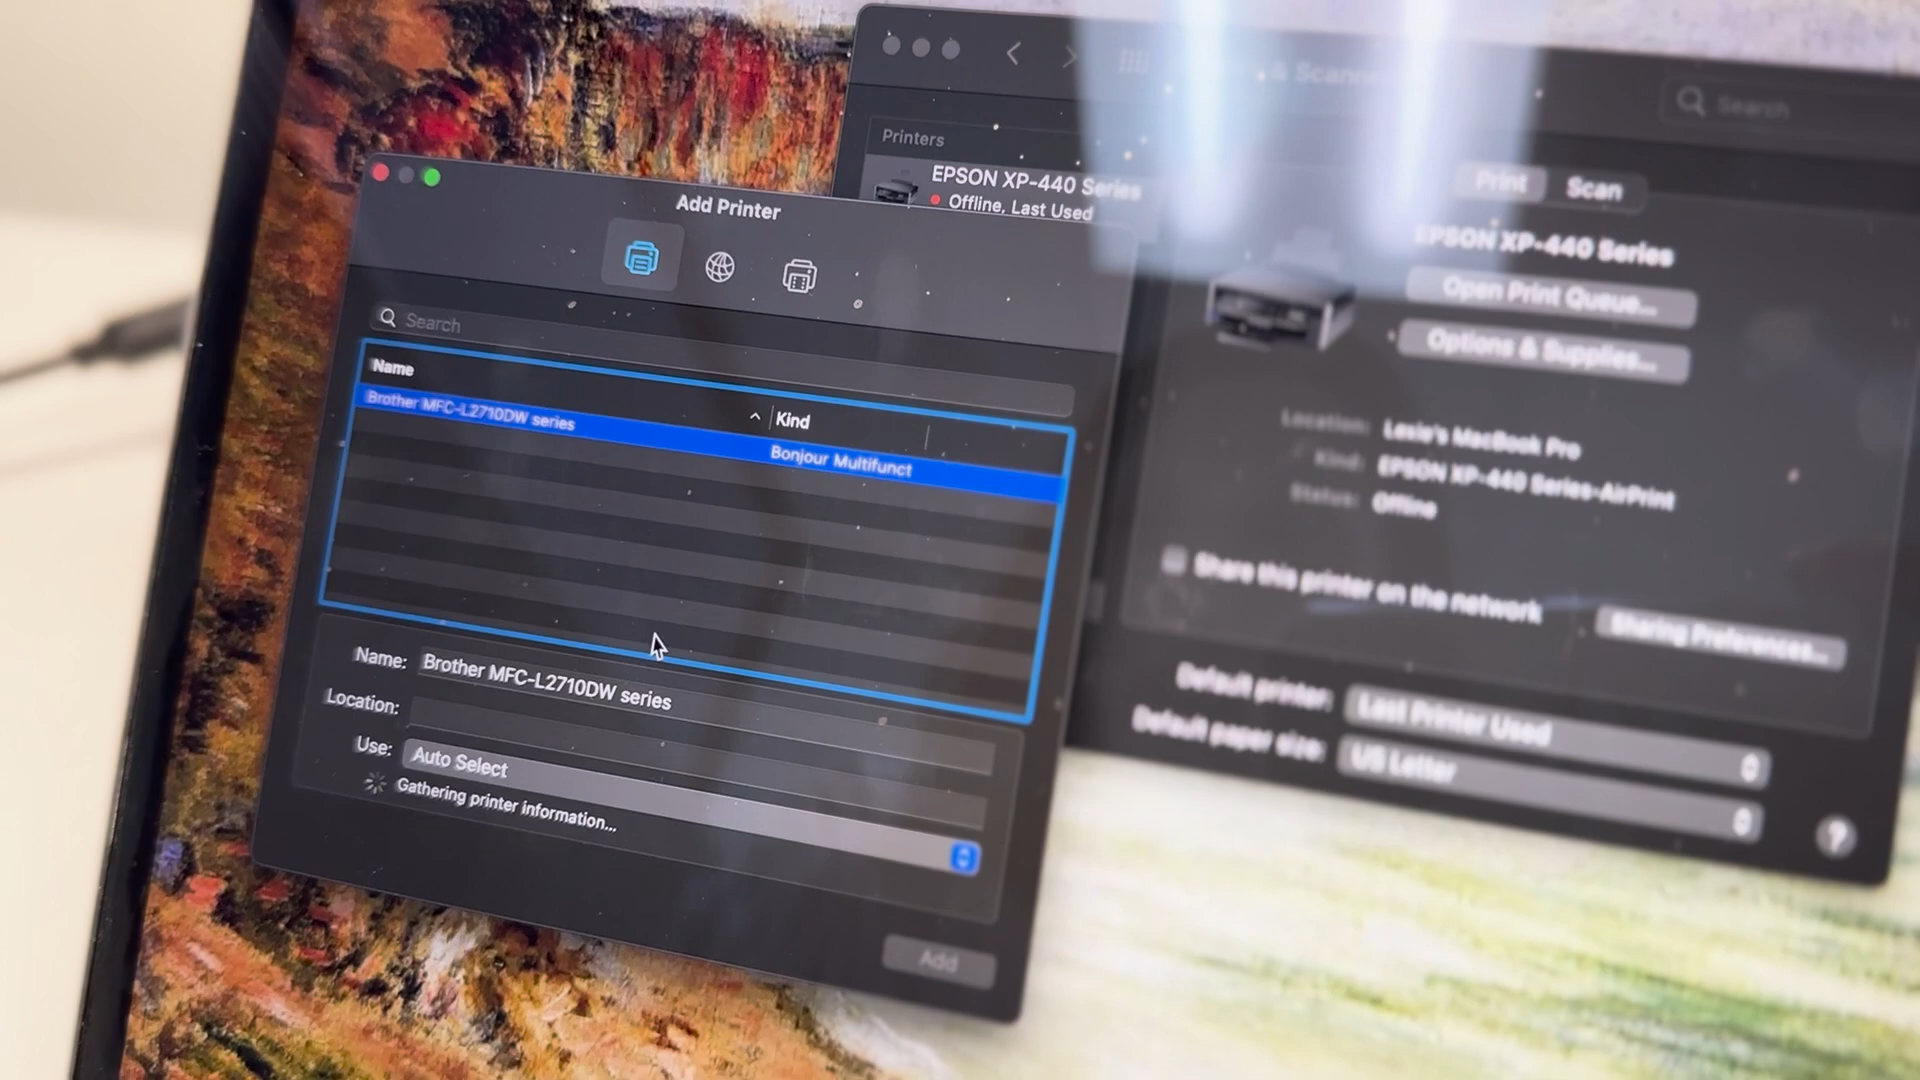 Add Printer
Search
Name
Kind
Brother MFC-L2710DW series
Bonjour Multifunct
Name: Brother MFC-L2710DW series
Location:
Use: Auto Select
Gathering printer information...
Add
Search
Printers
EPSON XP-440 Series
Offline, Last Used
Print
Scan
EPSON XP-440 Series
Open Print Queue...
Options & Supplies...
Location:
Kind: EPSON XP-440 Series-AirPrint
Status: Offline
Share this printer on the network
Sharing Preferences...
Default printer: Last Printer Used
Default paper size: US Letter
?